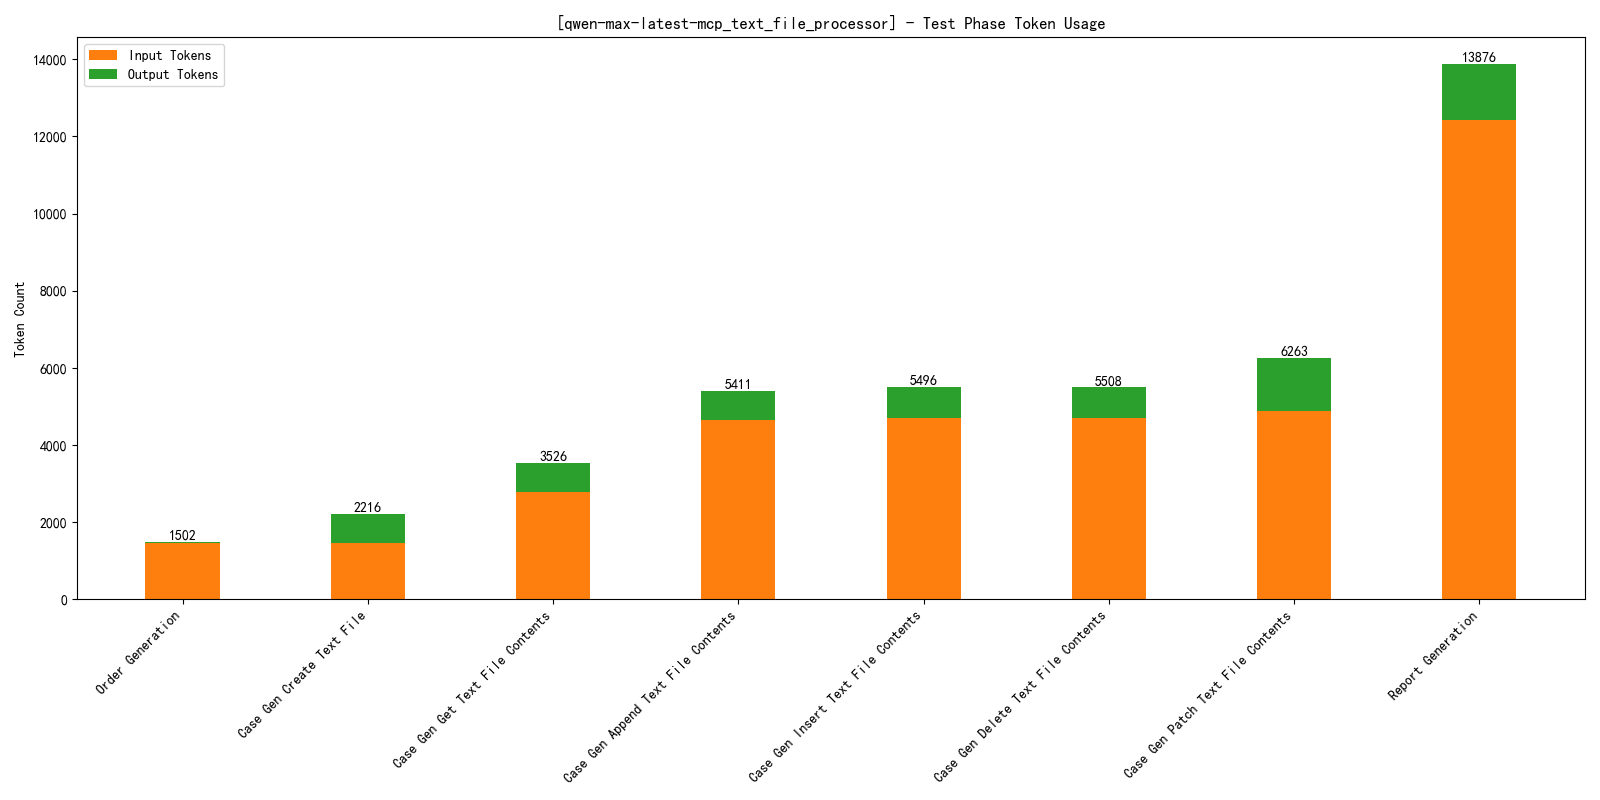 [qwen-max-latest-mcp_text_file_processor] - Test Phase Token Usage
Input Tokens
Output Tokens
Token Count
14000
12000
10000
8000
6000
4000
2000
0
1502
2216
3526
5411
5496
5508
6263
13876
Order Generation
Case Gen Create Text File
Case Gen Get Text File Contents
Case Gen Append Text File Contents
Case Gen Insert Text File Contents
Case Gen Delete Text File Contents
Case Gen Patch Text File Contents
Report Generation